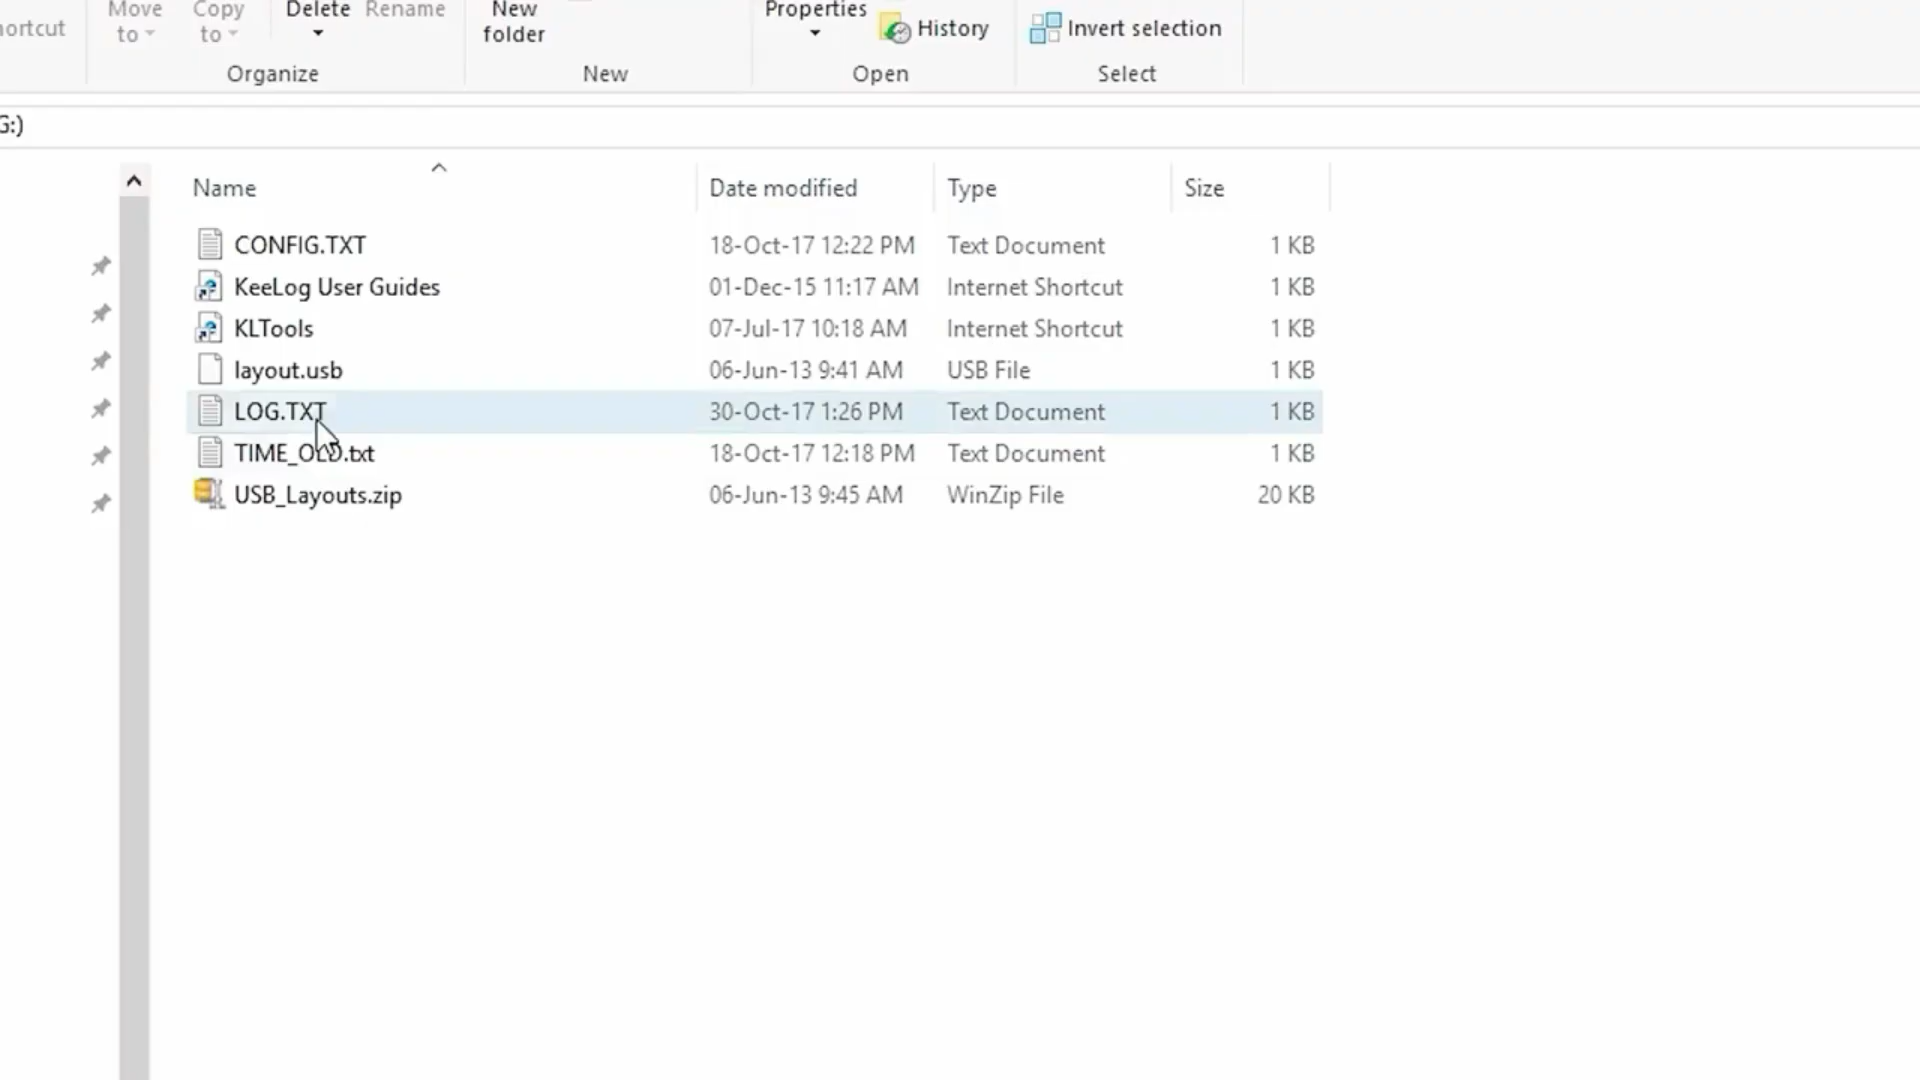 Move to
Copy to
Delete
Rename
New folder
Properties
History
Invert selection
Organize
New
Open
Select
G:)
Name Date modified Type Size
CONFIG.TXT 18-Oct-17 12:22 PM Text Document 1 KB
KeeLog User Guides 01-Dec-15 11:17 AM Internet Shortcut 1 KB
KLTools 07-Jul-17 10:18 AM Internet Shortcut 1 KB
layout.usb 06-Jun-13 9:41 AM USB File 1 KB
LOG.TXT 30-Oct-17 1:26 PM Text Document 1 KB
TIME_OLD.txt 18-Oct-17 12:18 PM Text Document 1 KB
USB_Layouts.zip 06-Jun-13 9:45 AM WinZip File 20 KB